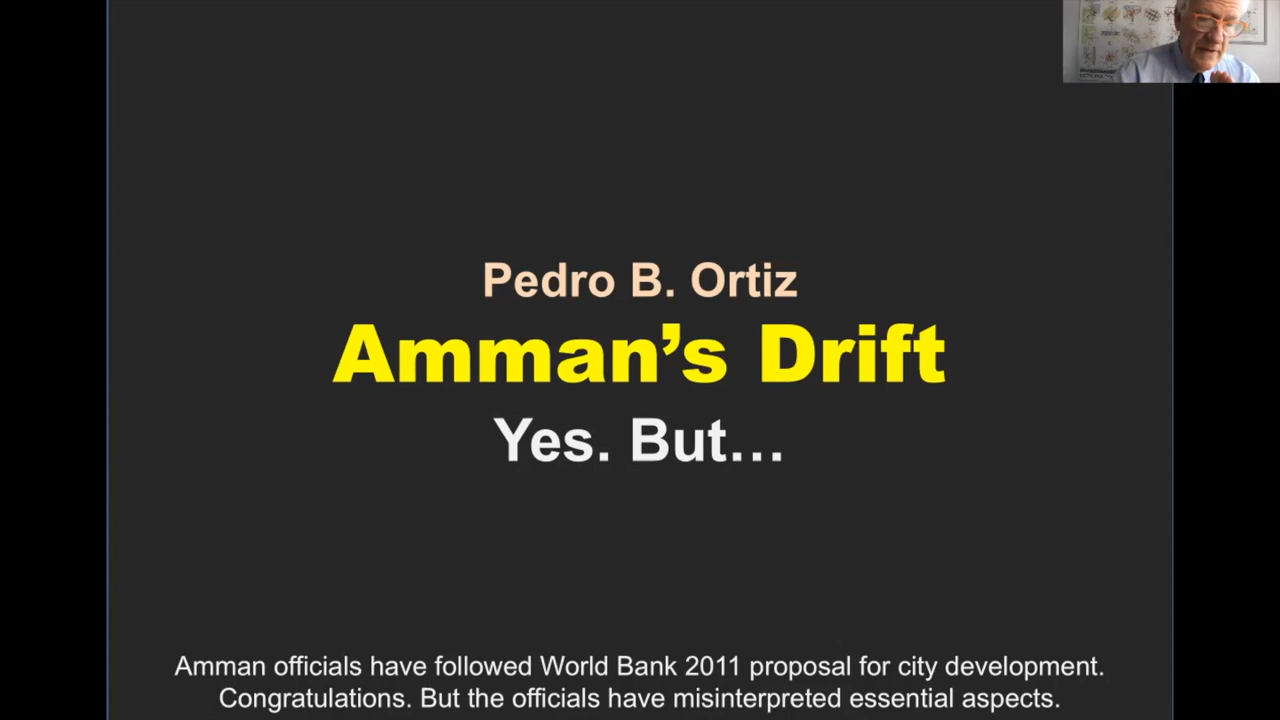 Pedro B. Ortiz
Amman’s Drift
Yes. But…
Amman officials have followed World Bank 2011 proposal for city development.
Congratulations. But the officials have misinterpreted essential aspects.